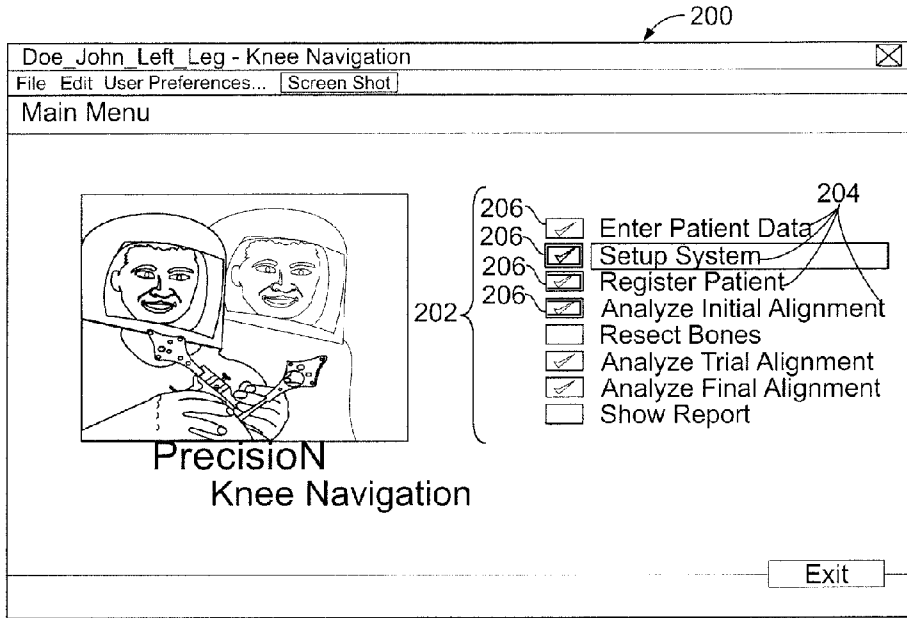 200
Doe_John_Left_Leg - Knee Navigation
File Edit User Preferences... Screen Shot
Main Menu
204
206 Enter Patient Data
206 Setup System
206 Register Patient
206 Analyze Initial Alignment
202
Resect Bones
Analyze Trial Alignment
Analyze Final Alignment
Show Report
PrecisioN
Knee Navigation
Exit